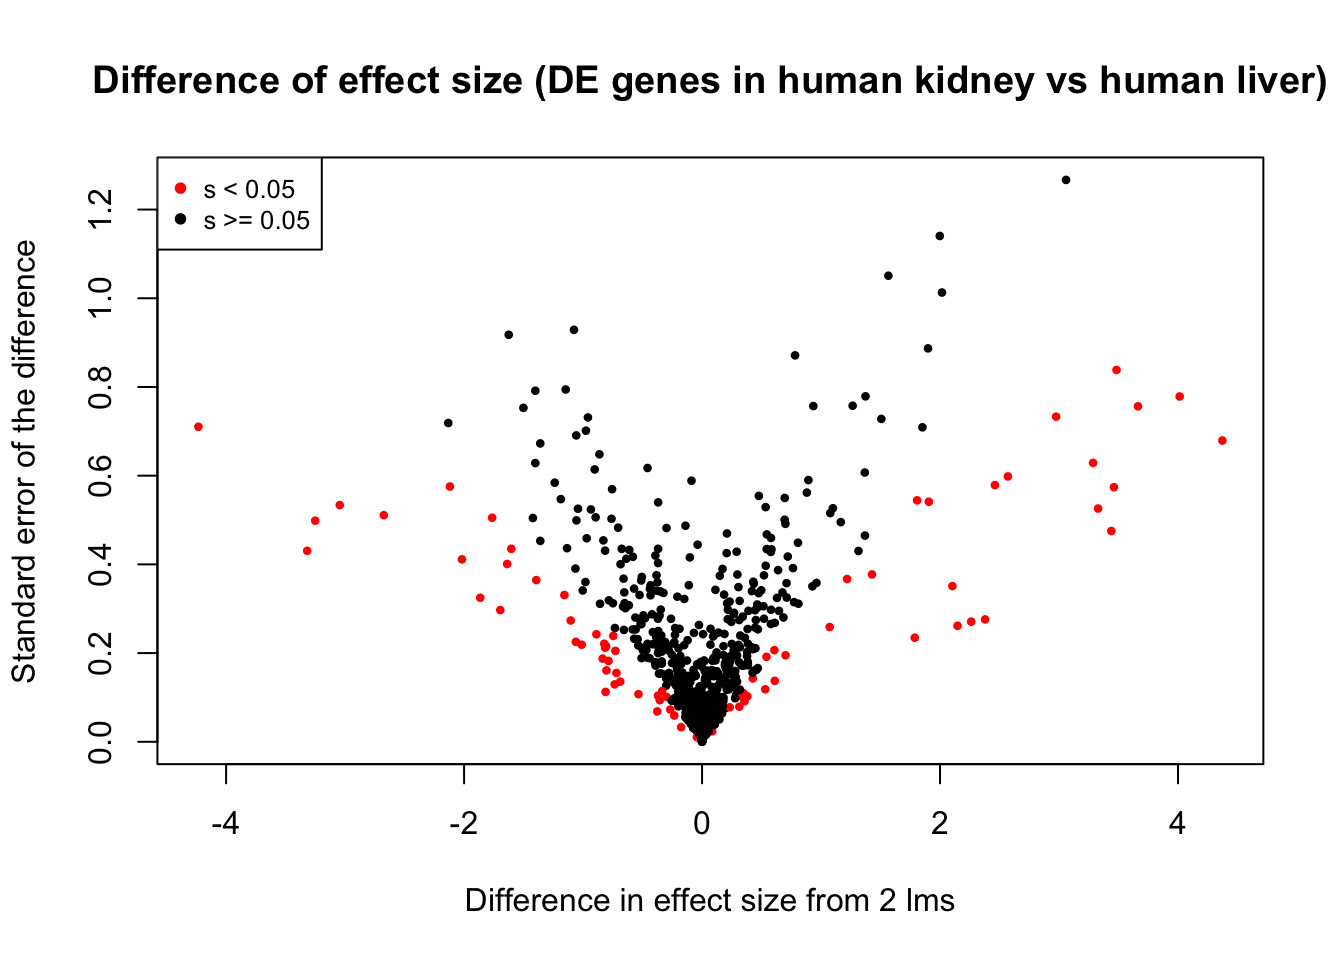 Difference of effect size (DE genes in human kidney vs human liver)
s < 0.05
s >= 0.05
Standard error of the difference
1.2
1.0
0.8
0.6
0.4
0.2
0.0
-4
-2
0
2
4
Difference in effect size from 2 lms